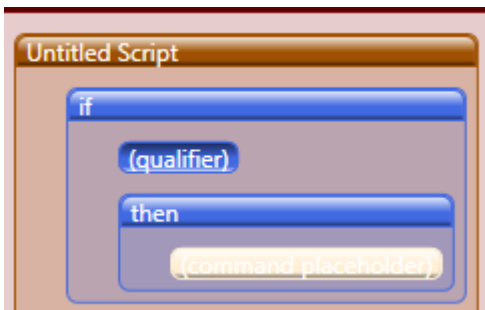 Untitled Script
if
(qualifier)
then
(command placeholder)